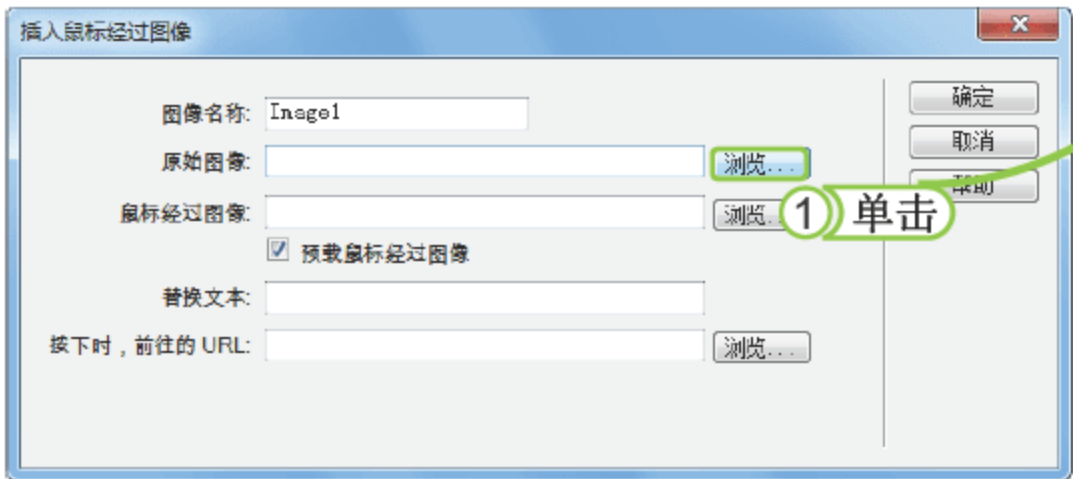 插入鼠标经过图像
图像名称: Image1
确定
原始图像: 浏览...
取消
帮助
鼠标经过图像: 浏览...
① 单击
预载鼠标经过图像
替换文本:
按下时，前往的 URL: 浏览...